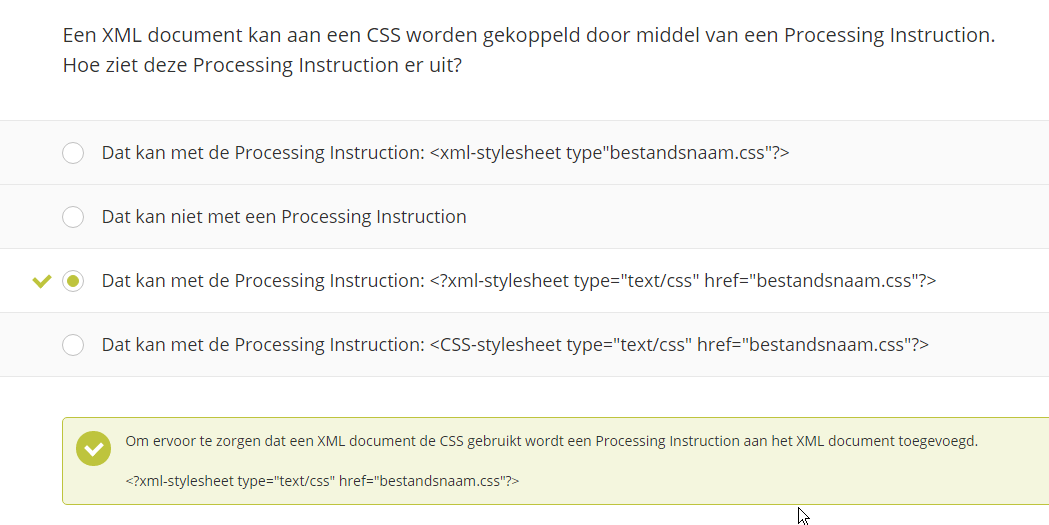 Een XML document kan aan een CSS worden gekoppeld door middel van een Processing Instruction.
Hoe ziet deze Processing Instruction er uit?
Dat kan met de Processing Instruction: <xml-stylesheet type"bestandsnaam.css"?>
Dat kan niet met een Processing Instruction
Dat kan met de Processing Instruction: <?xml-stylesheet type="text/css" href="bestandsnaam.css"?>
Dat kan met de Processing Instruction: <CSS-stylesheet type="text/css" href="bestandsnaam.css"?>
Om ervoor te zorgen dat een XML document de CSS gebruikt wordt een Processing Instruction aan het XML document toegevoegd.
<?xml-stylesheet type="text/css" href="bestandsnaam.css"?>